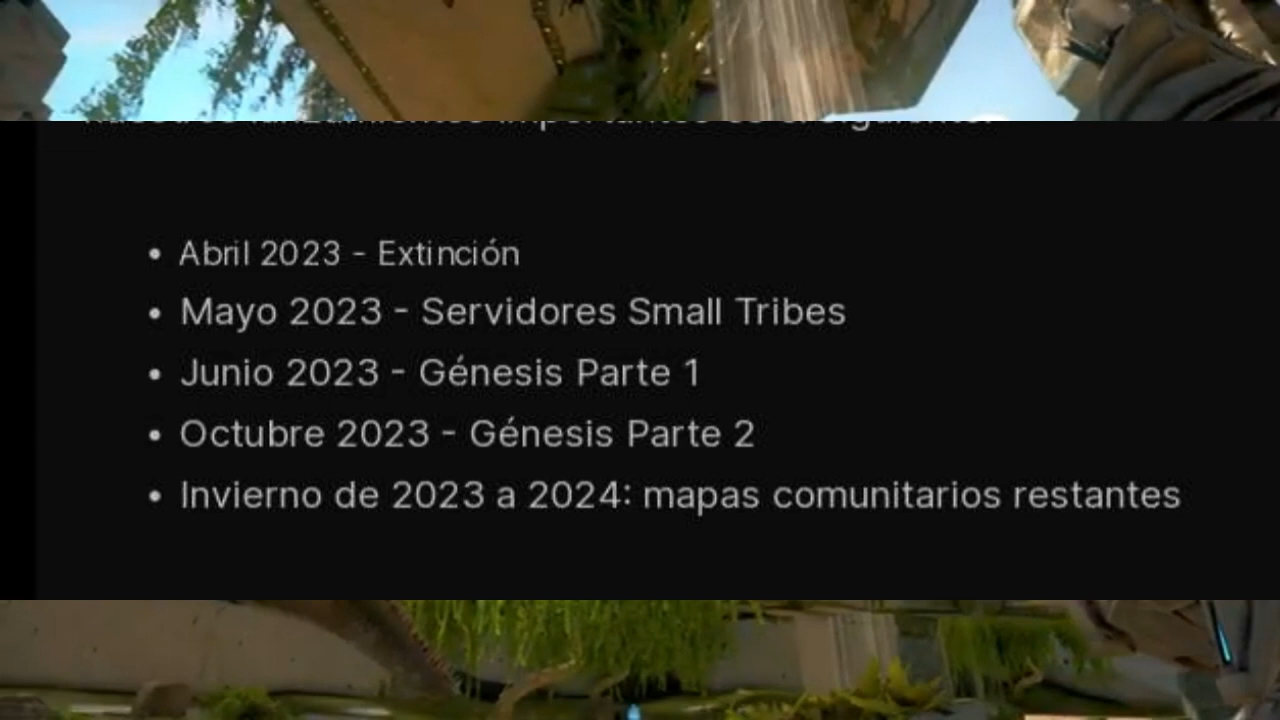 • Abril 2023 - Extinción
• Mayo 2023 - Servidores Small Tribes
• Junio 2023 - Génesis Parte 1
• Octubre 2023 - Génesis Parte 2
• Invierno de 2023 a 2024: mapas comunitarios restantes